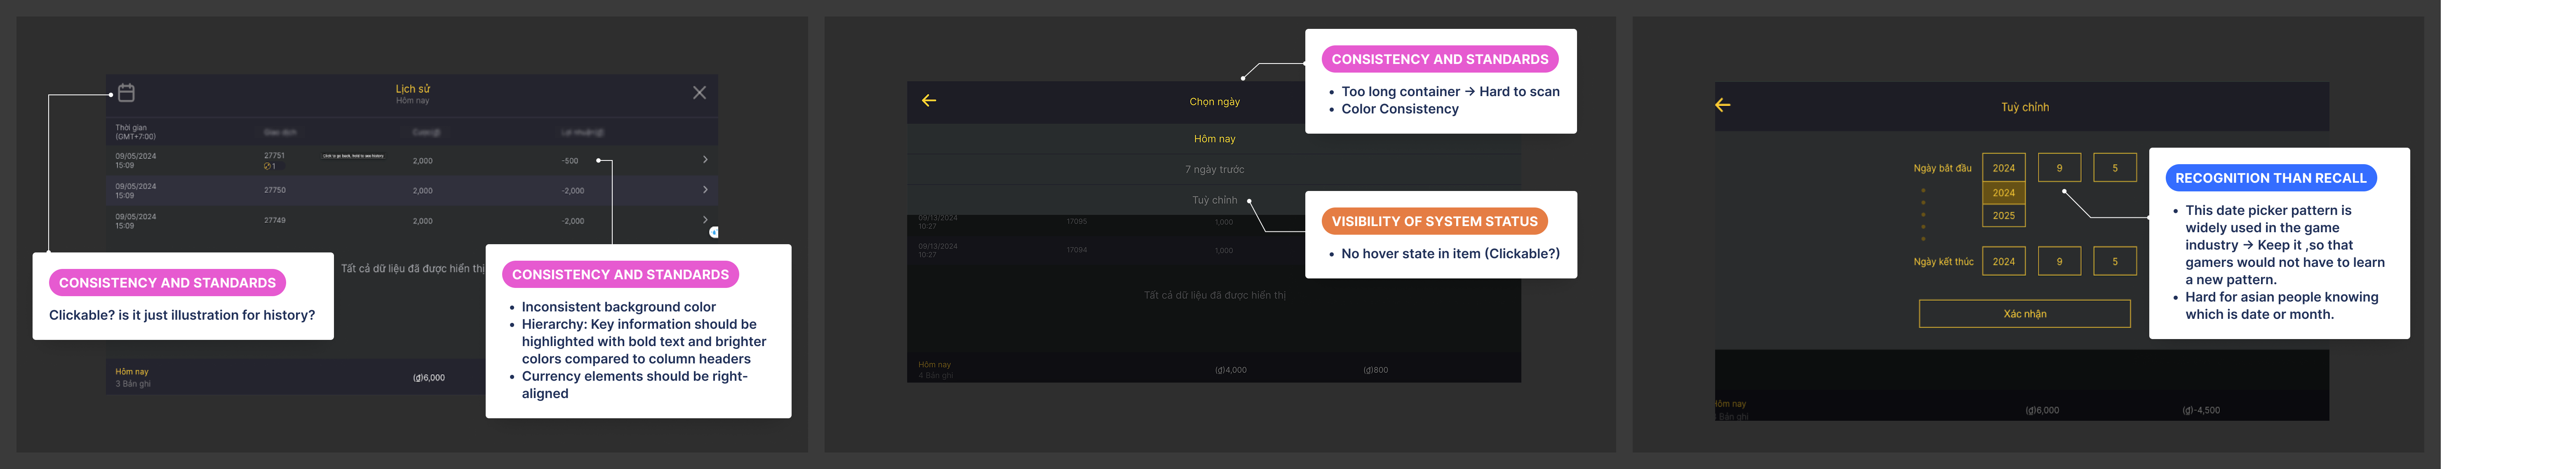 Lịch sử
Hôm nay
Thời gian
(GMT+7:00)
09/05/2024
15:09
27751
1
Click to go back, hold to see history
2,000
-500
09/05/2024
15:09
27750
2,000
-2,000
09/05/2024
15:09
27749
2,000
-2,000
Tất cả dữ liệu đã được hiển thị
Hôm nay
3 Bản ghi
(₫)6,000
CONSISTENCY AND STANDARDS
Clickable? is it just illustration for history?
CONSISTENCY AND STANDARDS
• Inconsistent background color
• Hierarchy: Key information should be
highlighted with bold text and brighter
colors compared to column headers
• Currency elements should be right-
aligned
Chọn ngày
Hôm nay
7 ngày trước
Tuỳ chỉnh
09/13/2024
10:27
17095
1,000
09/13/2024
10:27
17094
1,000
Tất cả dữ liệu đã được hiển thị
Hôm nay
4 Bản ghi
(₫)4,000
(₫)800
CONSISTENCY AND STANDARDS
• Too long container → Hard to scan
• Color Consistency
VISIBILITY OF SYSTEM STATUS
• No hover state in item (Clickable?)
Tuỳ chỉnh
Ngày bắt đầu
2024
9
5
2024
2025
Ngày kết thúc
2024
9
5
Xác nhận
Hôm nay
Bản ghi
(₫)6,000
(₫)-4,500
RECOGNITION THAN RECALL
• This date picker pattern is
widely used in the game
industry → Keep it ,so that
gamers would not have to learn
a new pattern.
• Hard for asian people knowing
which is date or month.